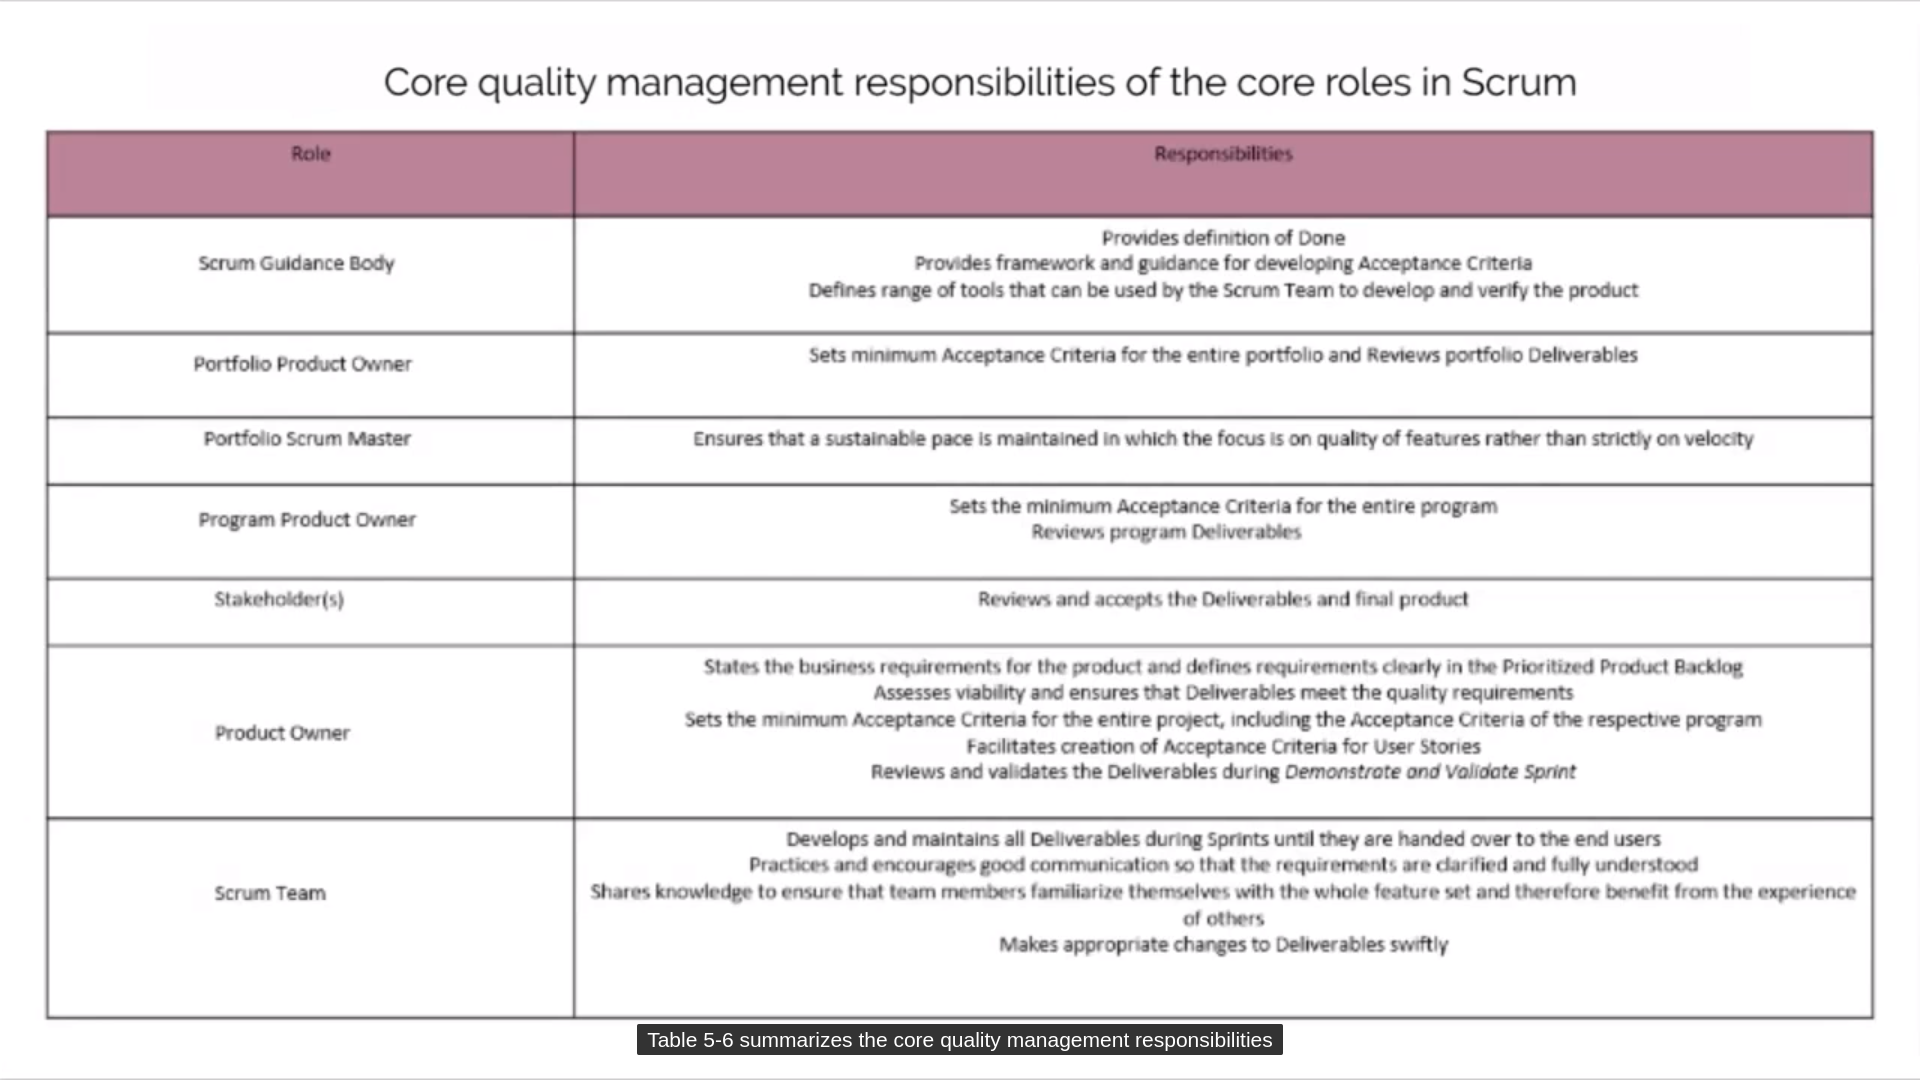 Core quality management responsibilities of the core roles in Scrum
Role
Responsibilities
Scrum Guidance Body
Provides definition of Done
Provides framework and guidance for developing Acceptance Criteria
Defines range of tools that can be used by the Scrum Team to develop and verify the product
Portfolio Product Owner
Sets minimum Acceptance Criteria for the entire portfolio and Reviews portfolio Deliverables
Portfolio Scrum Master
Ensures that a sustainable pace is maintained in which the focus is on quality of features rather than strictly on velocity
Program Product Owner
Sets the minimum Acceptance Criteria for the entire program
Reviews program Deliverables
Stakeholder(s)
Reviews and accepts the Deliverables and final product
Product Owner
States the business requirements for the product and defines requirements clearly in the Prioritized Product Backlog
Assesses viability and ensures that Deliverables meet the quality requirements
Sets the minimum Acceptance Criteria for the entire project, including the Acceptance Criteria of the respective program
Facilitates creation of Acceptance Criteria for User Stories
Reviews and validates the Deliverables during Demonstrate and Validate Sprint
Scrum Team
Develops and maintains all Deliverables during Sprints until they are handed over to the end users
Practices and encourages good communication so that the requirements are clarified and fully understood
Shares knowledge to ensure that team members familiarize themselves with the whole feature set and therefore benefit from the experience
of others
Makes appropriate changes to Deliverables swiftly
Table 5-6 summarizes the core quality management responsibilities